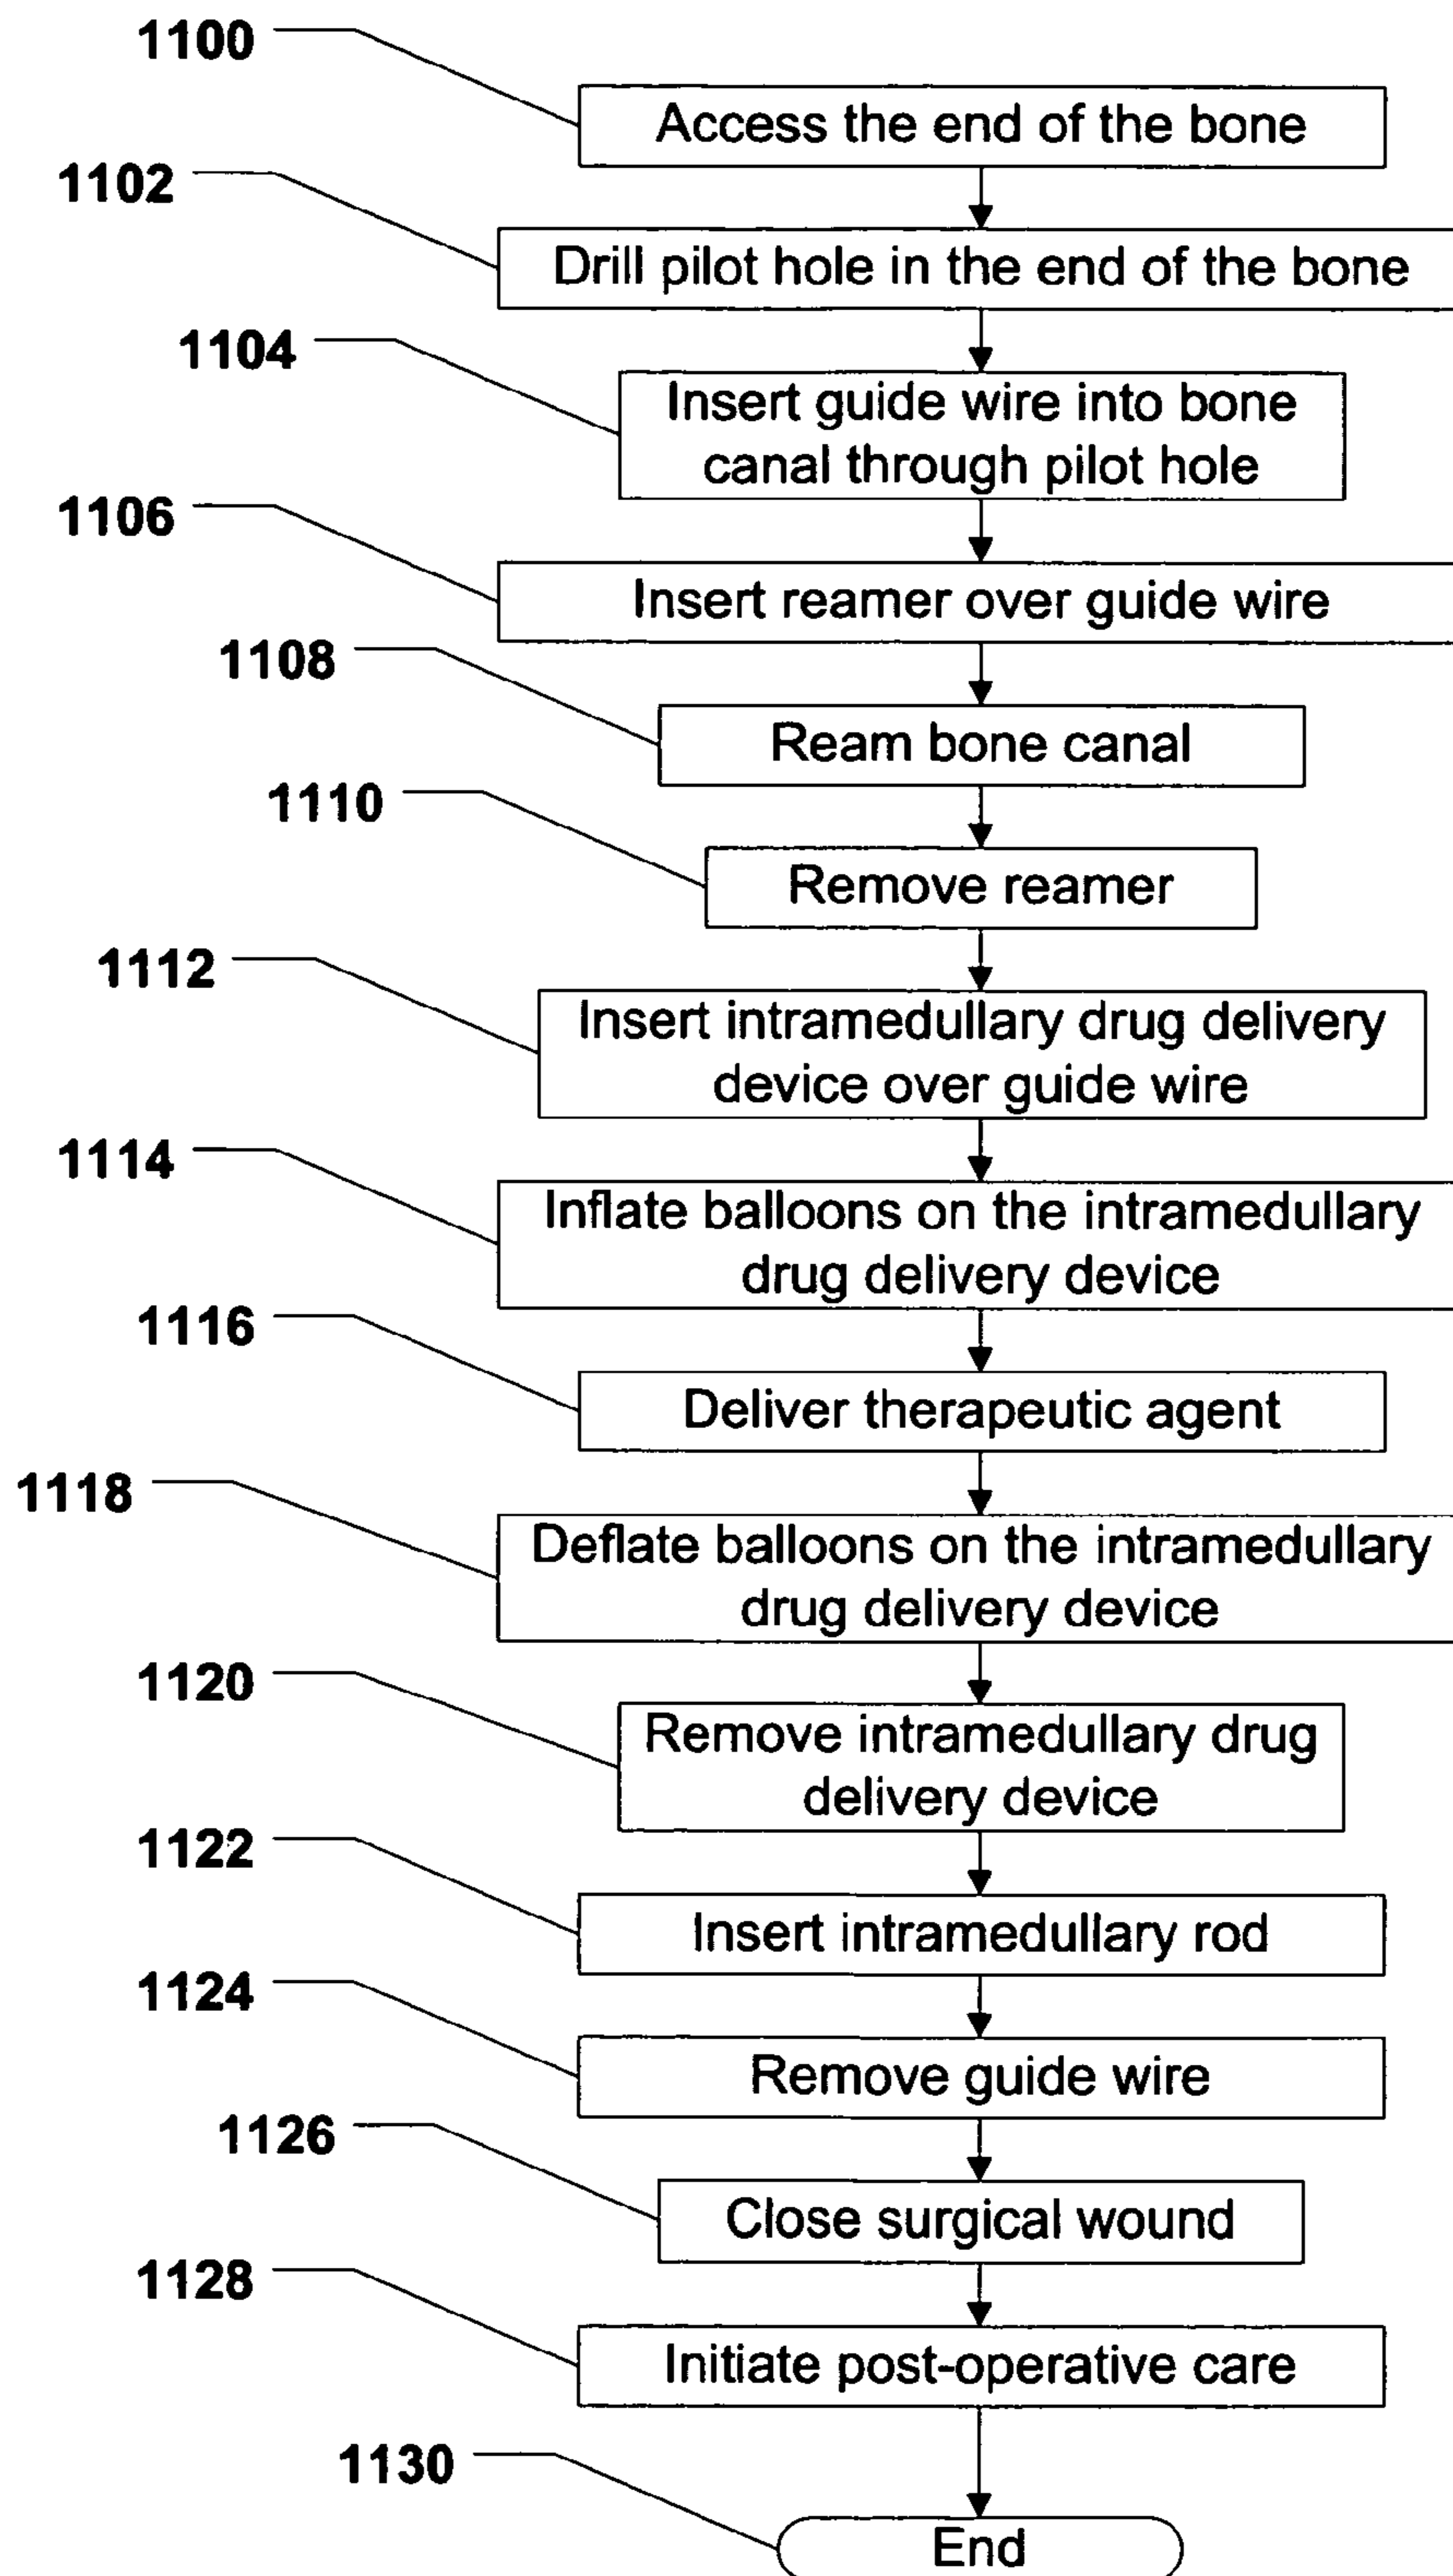 1100
Access the end of the bone
1102
Drill pilot hole in the end of the bone
1104
Insert guide wire into bone
canal through pilot hole
1106
Insert reamer over guide wire
1108
Ream bone canal
1110
Remove reamer
1112
Insert intramedullary drug delivery
device over guide wire
1114
Inflate balloons on the intramedullary
drug delivery device
1116
Deliver therapeutic agent
1118
Deflate balloons on the intramedullary
drug delivery device
1120
Remove intramedullary drug
delivery device
1122
Insert intramedullary rod
1124
Remove guide wire
1126
Close surgical wound
1128
Initiate post-operative care
1130
End